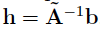 h = Ã⁻¹b